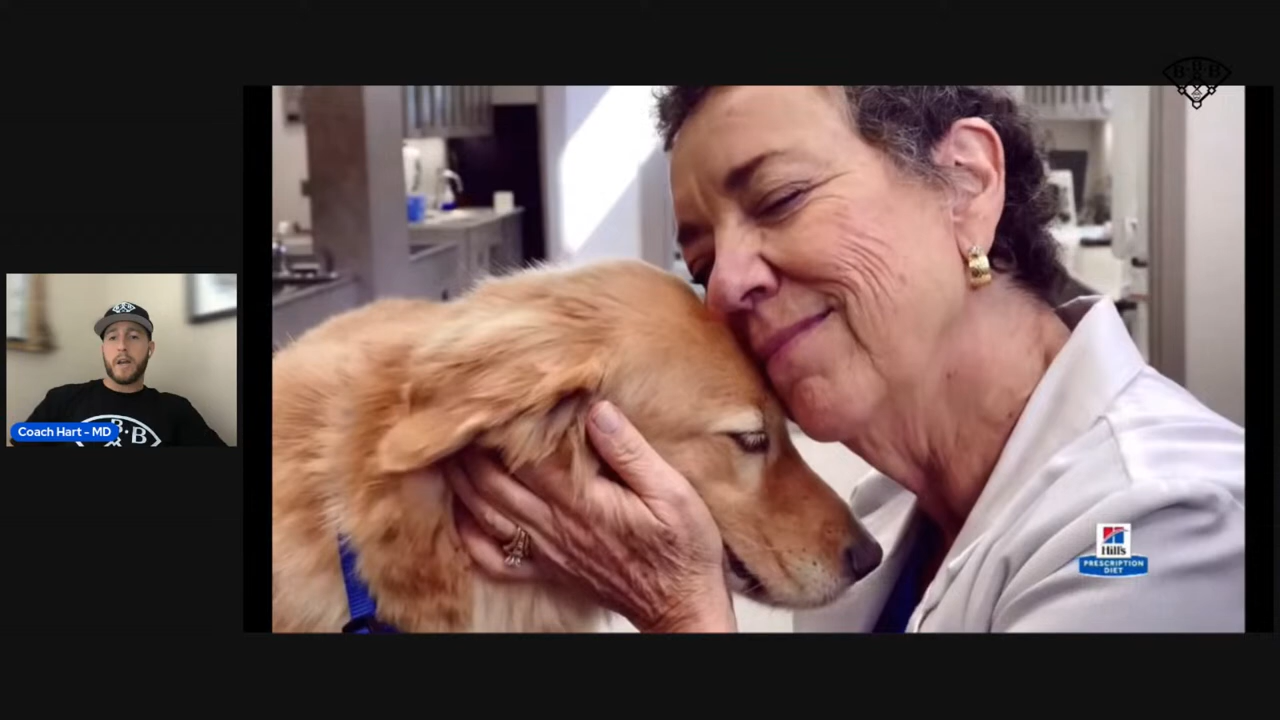 B B B
Coach Hart - MD
B·B
Hill's
PRESCRIPTION
DIET